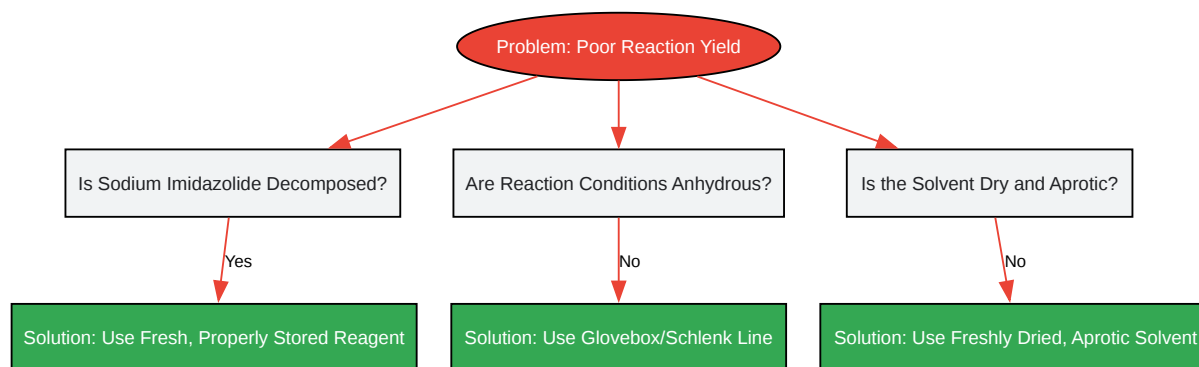 Problem: Poor Reaction Yield
Is Sodium Imidazolide Decomposed?
Are Reaction Conditions Anhydrous?
Is the Solvent Dry and Aprotic?
Yes
No
No
Solution: Use Fresh, Properly Stored Reagent
Solution: Use Glovebox/Schlenk Line
Solution: Use Freshly Dried, Aprotic Solvent